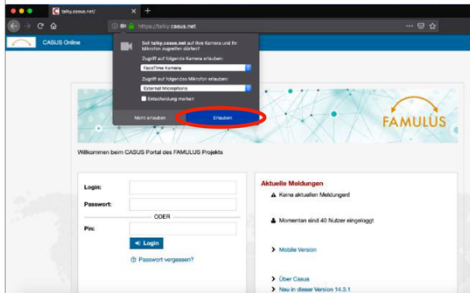 talky.casus.net/
https://talky.casus.net
CASUS Online
Soll talky.casus.net auf Ihre Kamera und Ihr
Mikrofon zugreifen dürfen?
Zugriff auf folgende Kamera erlauben:
FaceTime Kamera
Zugriff auf folgendes Mikrofon erlauben:
External Microphone
Entscheidung merken
Nicht erlauben
Erlauben
FAMULUS
Willkommen beim CASUS Portal des FAMULUS Projekts
Login:
Passwort:
ODER
Pin:
Login
Passwort vergessen?
Aktuelle Meldungen
Keine aktuellen Meldungen!
Momentan sind 40 Nutzer eingeloggt
Mobile Version
Über Casus
Neu in dieser Version 14.3.1